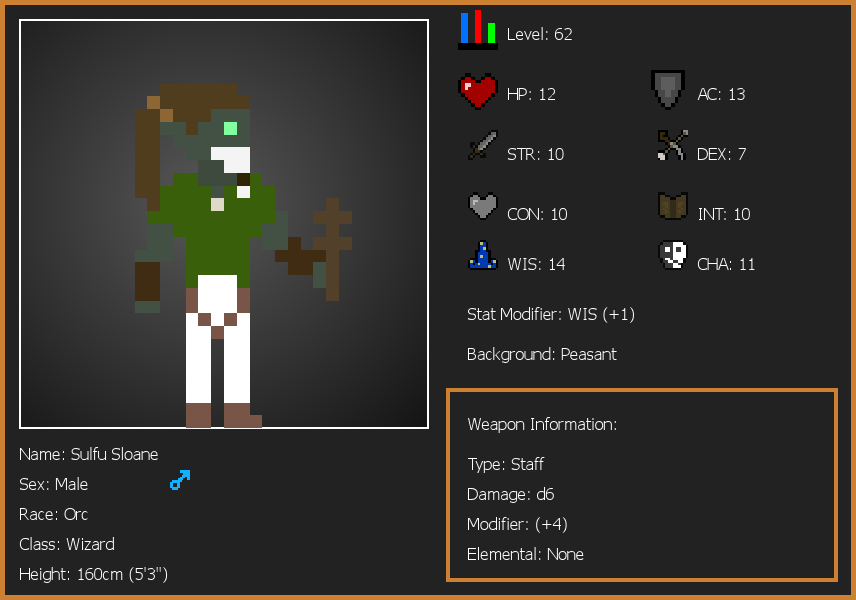 Level: 62
HP: 12
AC: 13
STR: 10
DEX: 7
CON: 10
INT: 10
WIS: 14
CHA: 11
Stat Modifier: WIS (+1)
Background: Peasant
Weapon Information:
Type: Staff
Damage: d6
Modifier: (+4)
Elemental: None
Name: Sulfu Sloane
Sex: Male
Race: Orc
Class: Wizard
Height: 160cm (5'3")